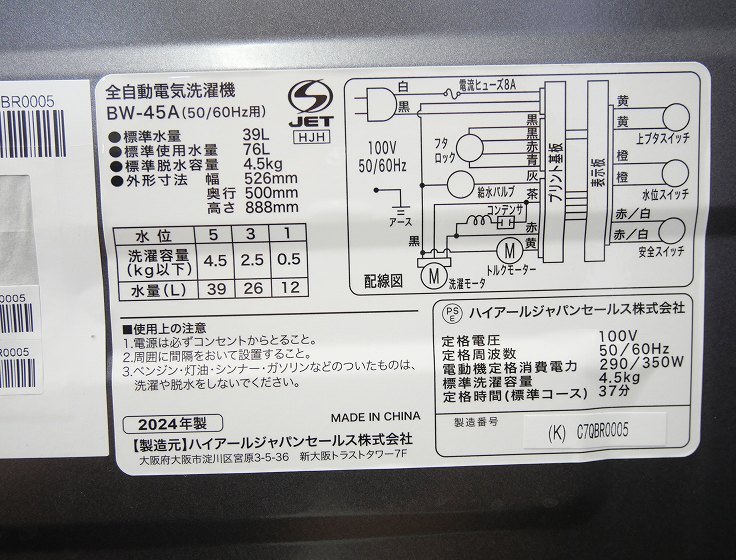 BR0005
0005
R0005
全自動電気洗濯機
BW-45A(50/60Hz用)
JET
HJH
●標準水量 39L
●標準使用水量 76L
●標準脱水容量 4.5kg
●外形寸法 幅 526mm
奥行 500mm
高さ 888mm
水位 5 3 1
洗濯容量(kg以下) 4.5 2.5 0.5
水量(L) 39 26 12
■使用上の注意
1.電源は必ずコンセントからとること。
2.周囲に間隔をおいて設置すること。
3.ベンジン・灯油・シンナー・ガソリンなどのついたものは、
洗濯や脱水をしないでください。
2024年製
MADE IN CHINA
【製造元】ハイアールジャパンセールス株式会社
大阪府大阪市淀川区宮原3-5-36 新大阪トラストタワー7F
白
電流ヒューズ8A
黒
100V
50/60Hz
アース
黒
フタロック
黒
黒
赤
青
灰
給水バルブ
茶
コンデンサ
赤
黄
M
洗濯モータ
M
トルクモーター
配線図
プリント基板
表示板
黄
黄
上ブタスイッチ
橙
橙
水位スイッチ
赤/白
赤/白
安全スイッチ
PSE ハイアールジャパンセールス株式会社
定格電圧 100V
定格周波数 50/60Hz
電動機定格消費電力 290/350W
標準洗濯容量 4.5kg
定格時間(標準コース) 37分
製造番号 (K) C7QBR0005